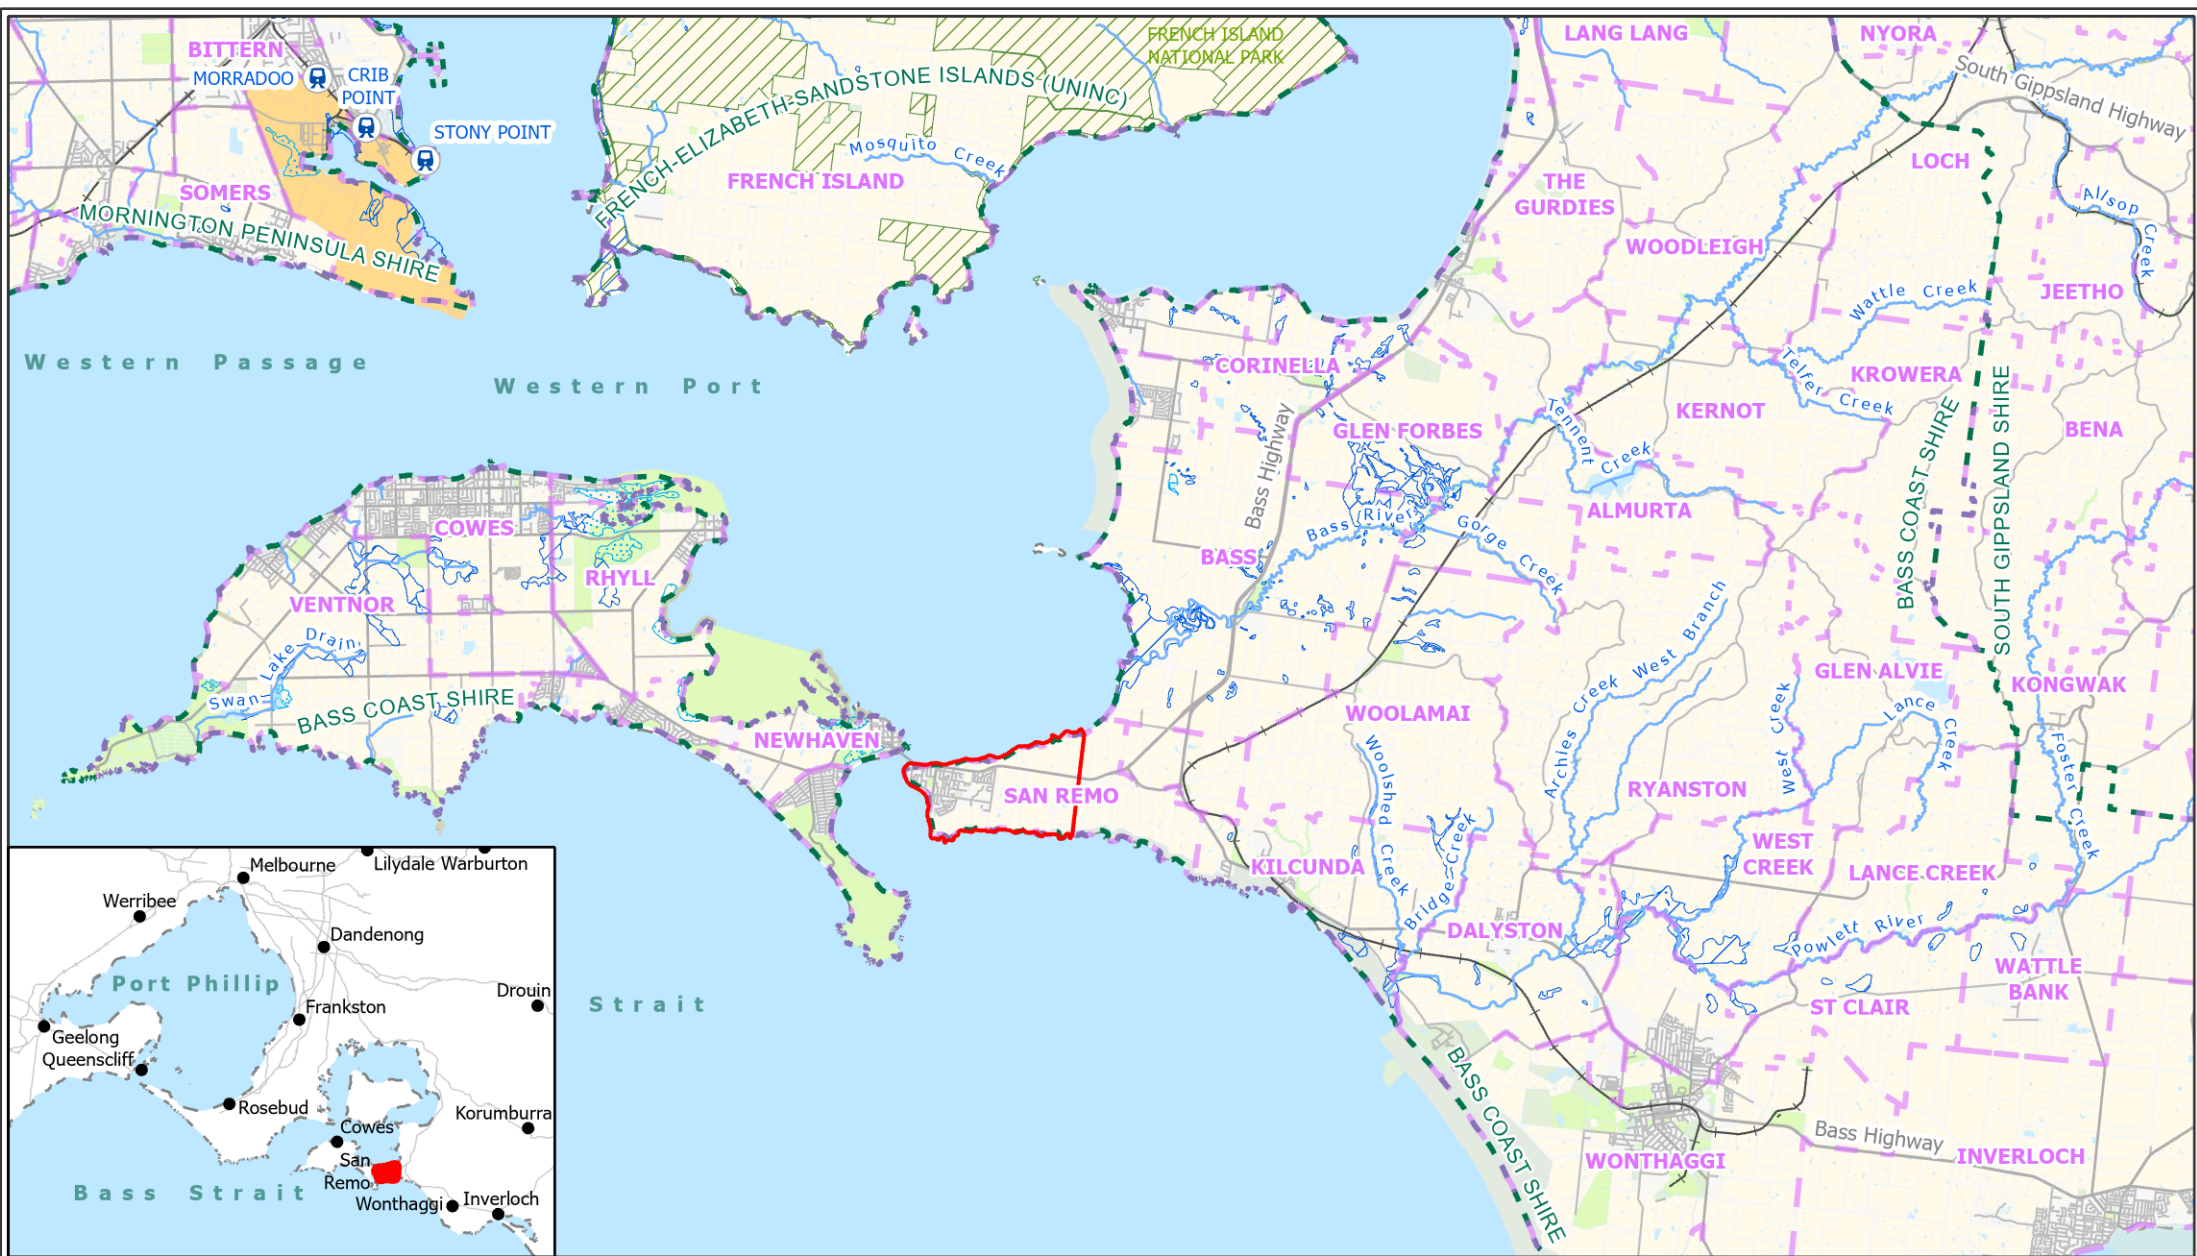 BITTERN
MORRADOO
CRIB
POINT
STONY POINT
SOMERS
MORNINGTON PENINSULA SHIRE
FRENCH ISLAND
NATIONAL PARK
FRENCH-ELIZABETH-SANDSTONE ISLANDS (UNINC)
Mosquito Creek
FRENCH ISLAND
LANG LANG
NYORA
South Gippsland Highway
LOCH
THE
GURDIES
Allsop Creek
WOODLEIGH
Wattle Creek
JEETHO
Western Passage
Western Port
CORINELLA
Telfer Creek
KROWERA
KERNOT
Tennent Creek
BASS COAST SHIRE
SOUTH GIPPSLAND SHIRE
BENA
Bass Highway
GLEN FORBES
COWES
ALMURTA
Bass River
Gorge Creek
BASS
RHYLL
VENTNOR
Swan Lake Drain
BASS COAST SHIRE
NEWHAVEN
SAN REMO
WOOLAMAI
Woolshed Creek
Archies Creek West Branch
West Creek
GLEN ALVIE
Lance Creek
KONGWAK
Foster Creek
RYANSTON
WEST
CREEK
LANCE CREEK
KILCUNDA
Bridge Creek
DALYSTON
Powlett River
WATTLE
BANK
ST CLAIR
Strait
BASS COAST SHIRE
WONTHAGGI
Bass Highway
INVERLOCH
Melbourne
Lilydale
Warburton
Werribee
Dandenong
Port Phillip
Drouin
Frankston
Geelong
Queenscliff
Rosebud
Korumburra
Cowes
San
Remo
Bass Strait
Wonthaggi
Inverloch